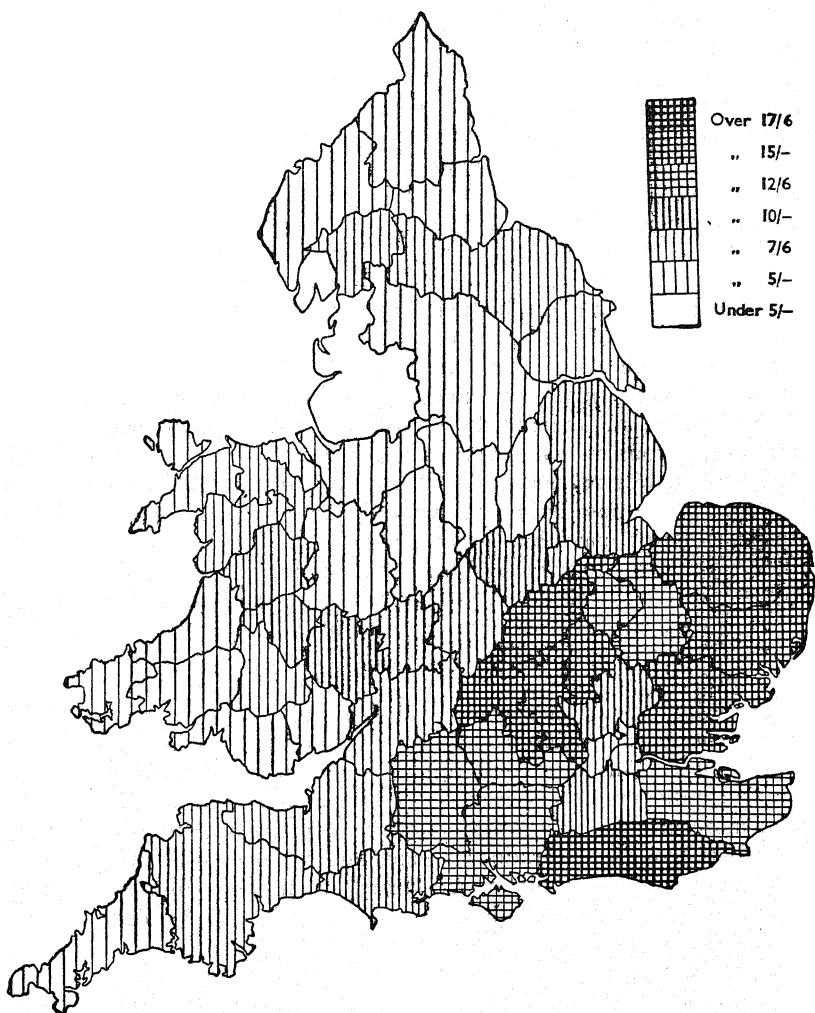 Over 17/6
„ 15/–
„ 12/6
„ 10/–
„ 7/6
„ 5/–
Under 5/–